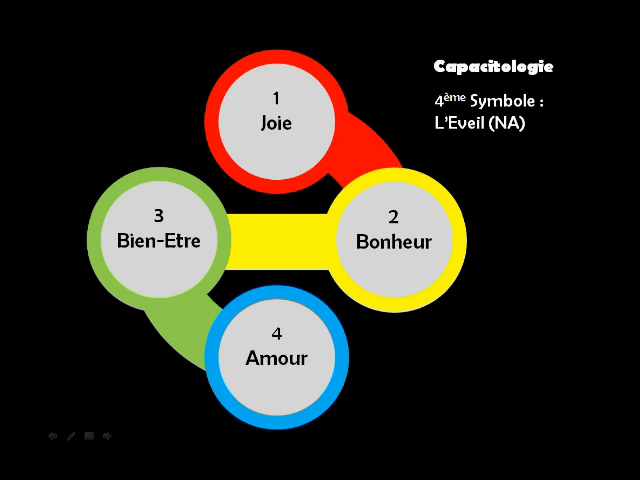 Capacitologie
4ème Symbole :
L'Eveil (NA)
1
Joie
2
Bonheur
3
Bien-Etre
4
Amour